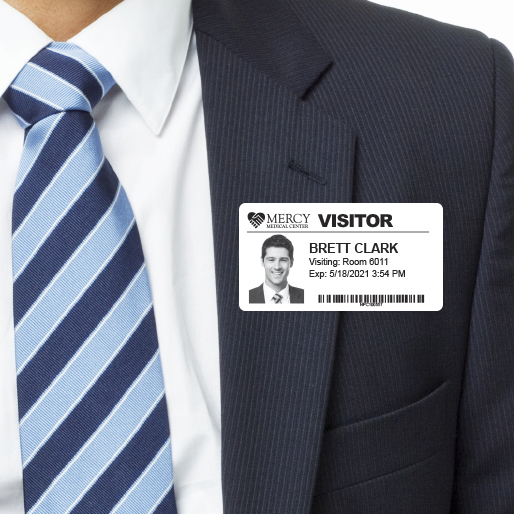 MERCY
MEDICAL CENTER
VISITOR
BRETT CLARK
Visiting: Room 6011
Exp: 5/18/2021 3:54 PM